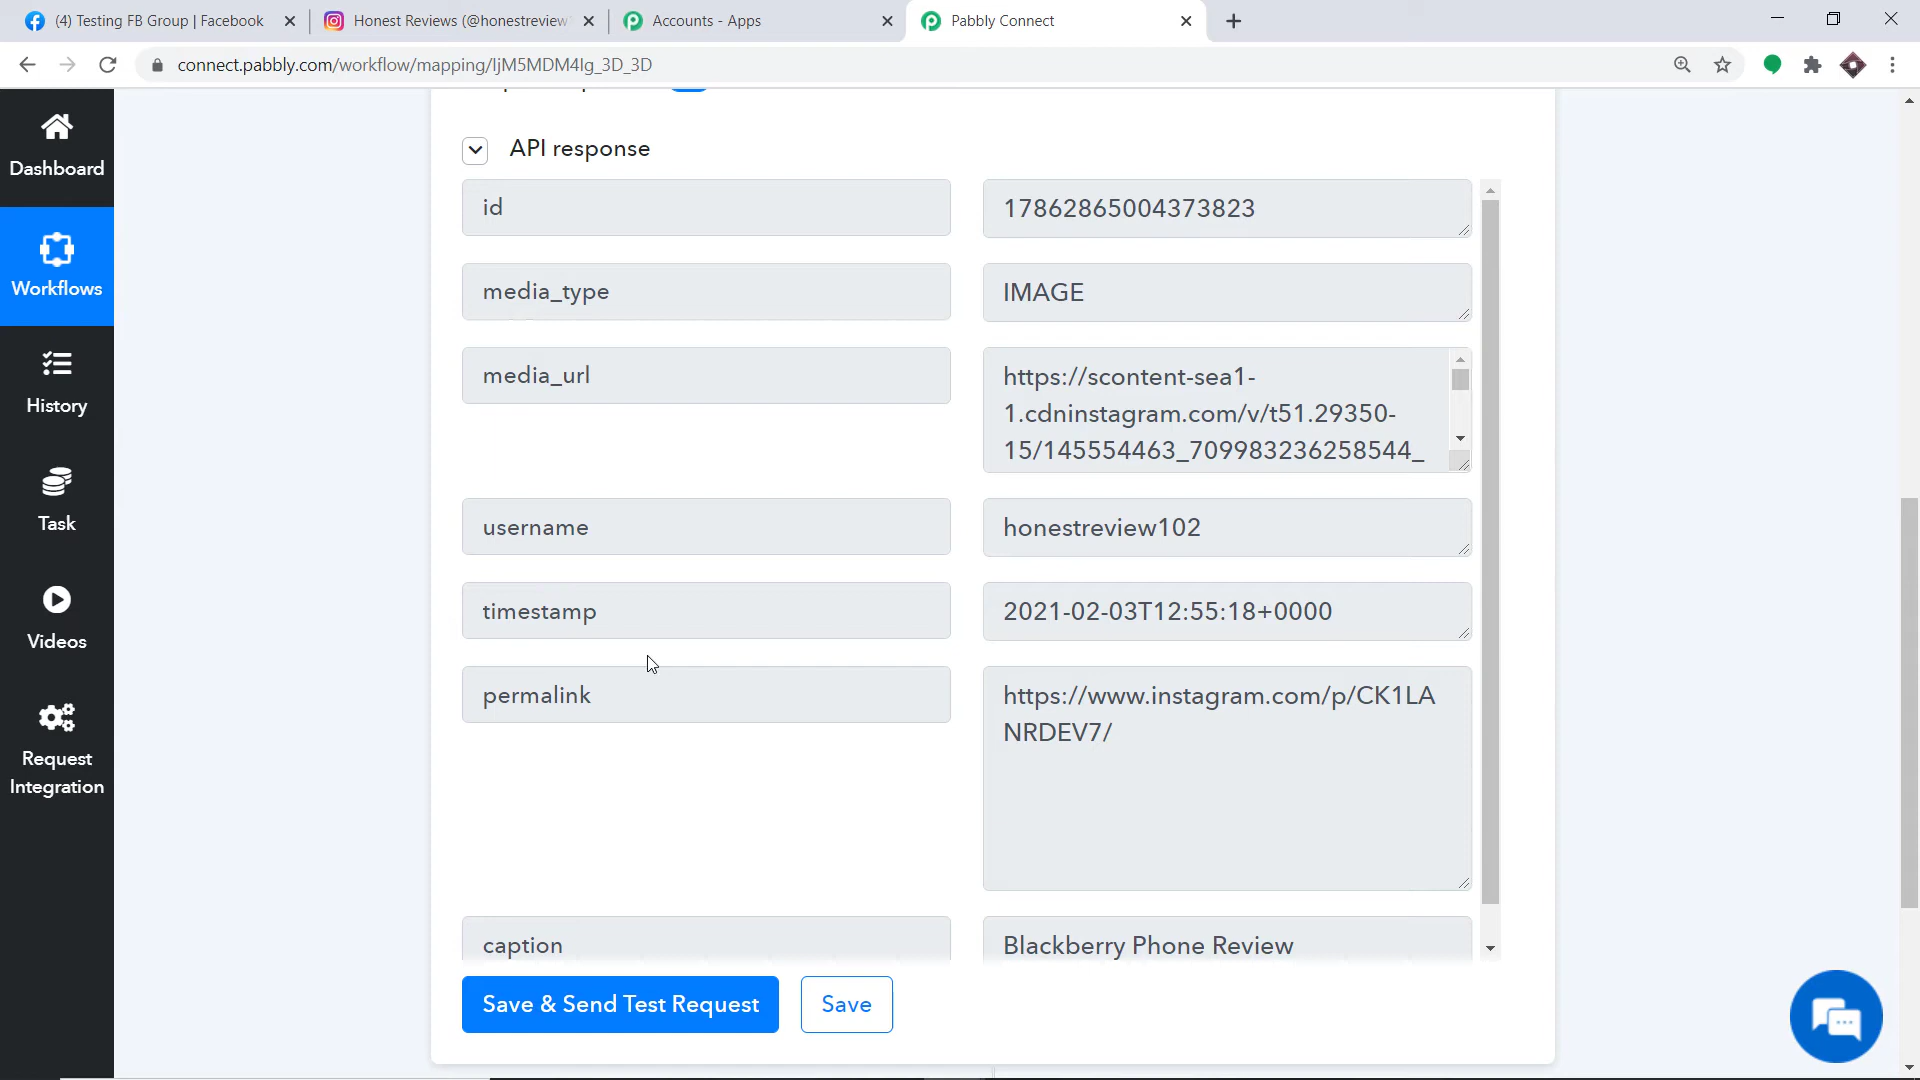 (4) Testing FB Group | Facebook
Honest Reviews (@honestreview
Accounts - Apps
Pabbly Connect
connect.pabbly.com/workflow/mapping/IjM5MDM4Ig_3D_3D
Dashboard
Workflows
History
Task
Videos
Request
Integration
API response
id
17862865004373823
media_type
IMAGE
media_url
https://scontent-sea1-
1.cdninstagram.com/v/t51.29350-
15/145554463_709983236258544_
username
honestreview102
timestamp
2021-02-03T12:55:18+0000
permalink
https://www.instagram.com/p/CK1LA
NRDEV7/
caption
Blackberry Phone Review
Save & Send Test Request
Save